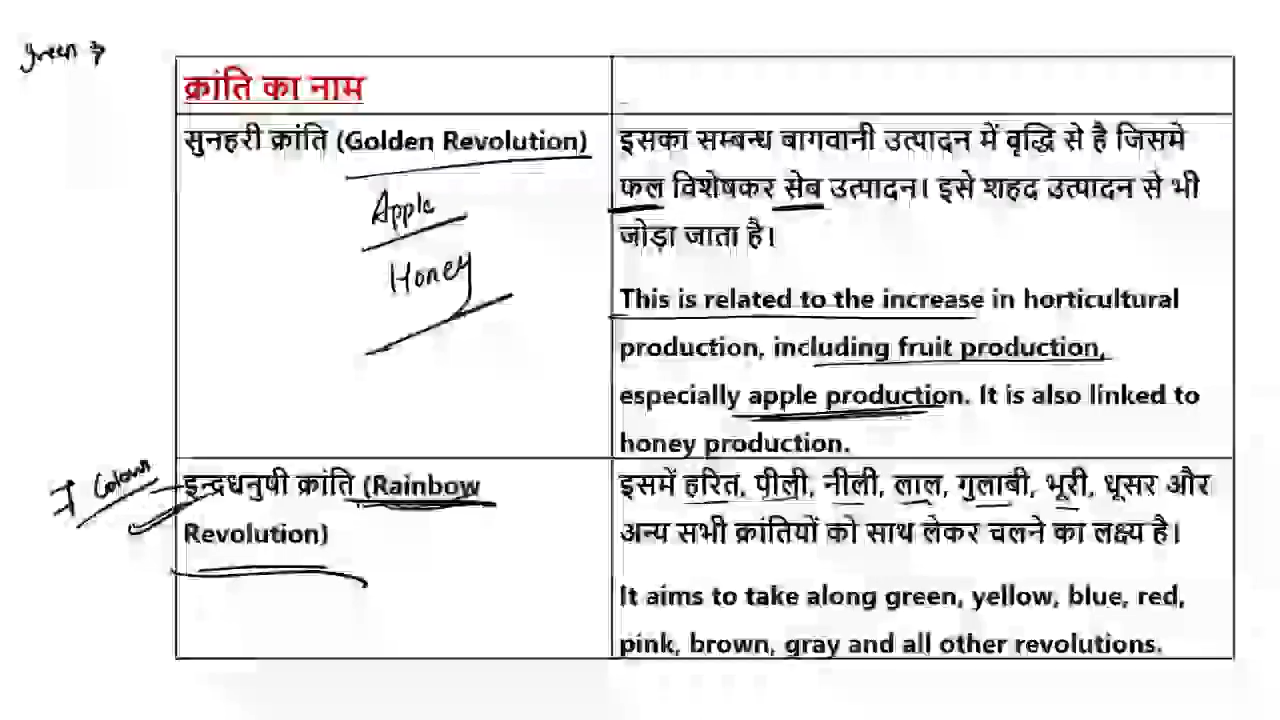 green →
क्रांति का नाम
सुनहरी क्रांति (Golden Revolution)
Apple
Honey
इसका सम्बन्ध बागवानी उत्पादन में वृद्धि से है जिसमे
फल विशेषकर सेब उत्पादन। इसे शहद उत्पादन से भी
जोड़ा जाता है।
This is related to the increase in horticultural
production, including fruit production,
especially apple production. It is also linked to
honey production.
7 Colour
इन्द्रधनुषी क्रांति (Rainbow
Revolution)
इसमें हरित, पीली, नीली, लाल, गुलाबी, भूरी, धूसर और
अन्य सभी क्रांतियों को साथ लेकर चलने का लक्ष्य है।
It aims to take along green, yellow, blue, red,
pink, brown, gray and all other revolutions.